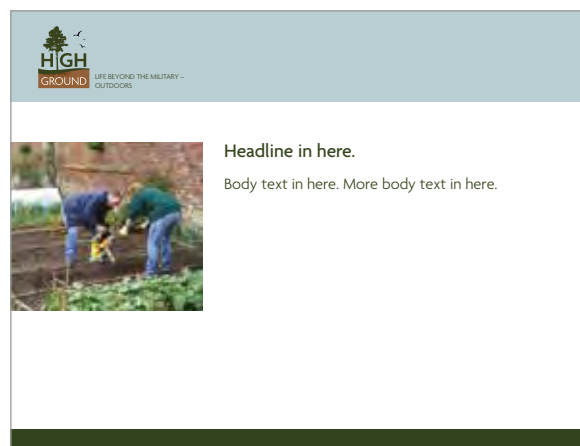 HIGH
GROUND
LIFE BEYOND THE MILITARY –
OUTDOORS
Headline in here.
Body text in here. More body text in here.